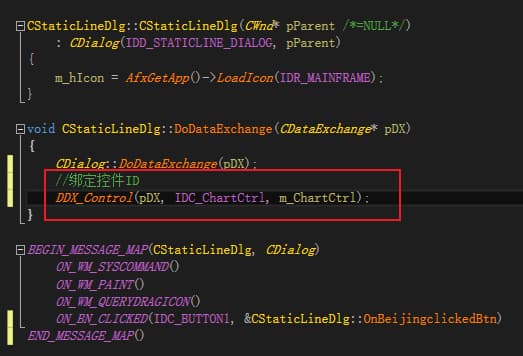 CStaticLineDlg::CStaticLineDlg(CWnd* pParent /*=NULL*/)
: CDialog(IDD_STATICLINE_DIALOG, pParent)
{
m_hIcon = AfxGetApp()->LoadIcon(IDR_MAINFRAME);
}
void CStaticLineDlg::DoDataExchange(CDataExchange* pDX)
{
CDialog::DoDataExchange(pDX);
//绑定控件ID
DDX_Control(pDX, IDC_ChartCtrl, m_ChartCtrl);
}
BEGIN_MESSAGE_MAP(CStaticLineDlg, CDialog)
ON_WM_SYSCOMMAND()
ON_WM_PAINT()
ON_WM_QUERYDRAGICON()
ON_BN_CLICKED(IDC_BUTTON1, &CStaticLineDlg::OnBeijingclickedBtn)
END_MESSAGE_MAP()